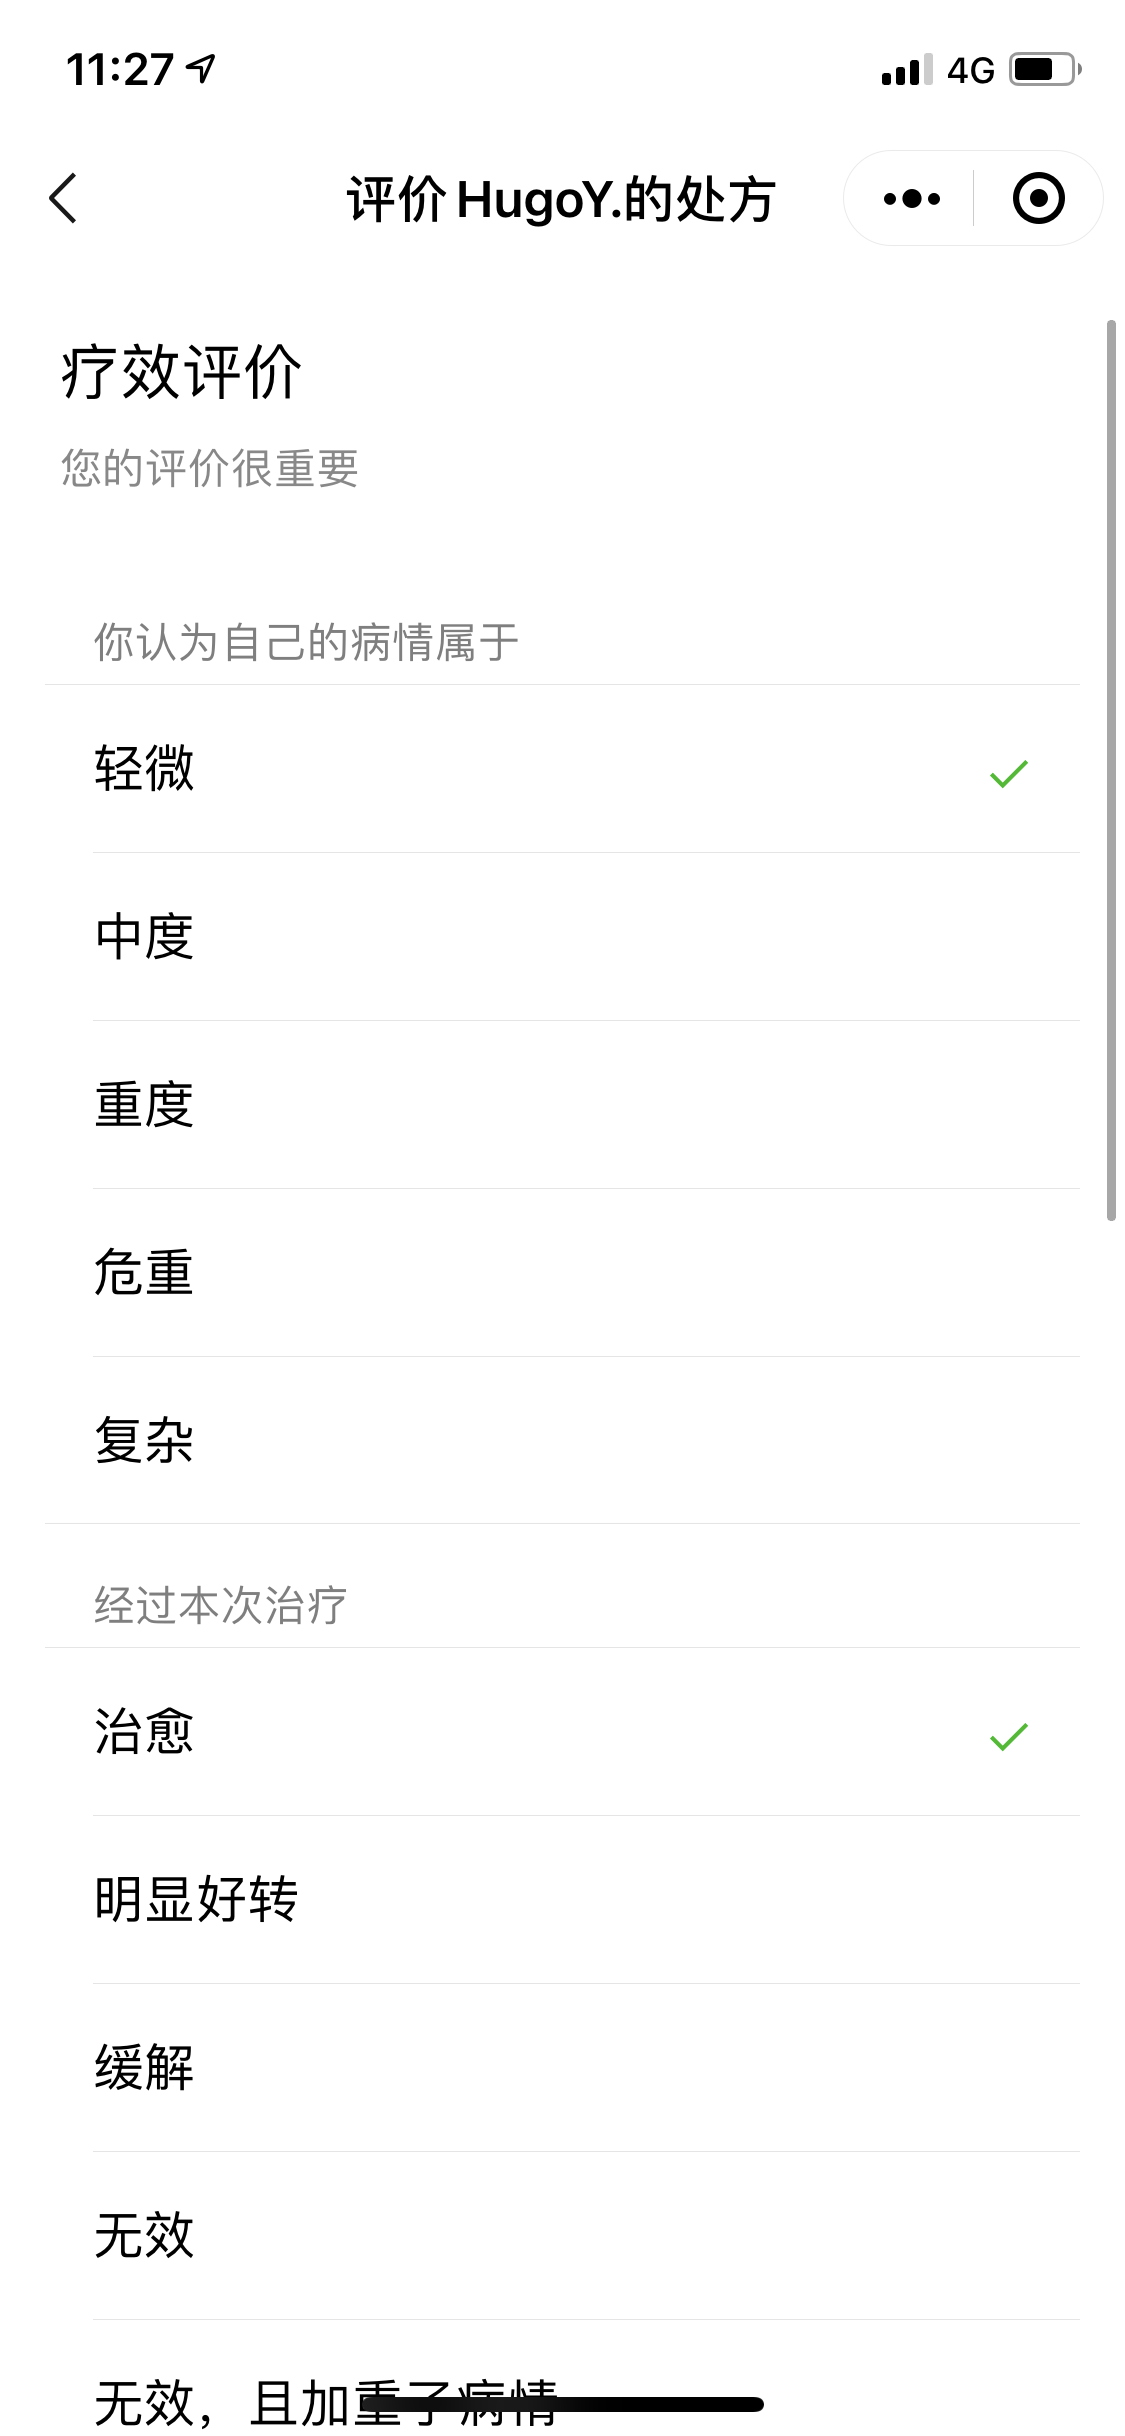 11:27
4G
评价 HugoY.的处方
疗效评价
您的评价很重要
你认为自己的病情属于
轻微
中度
重度
危重
复杂
经过本次治疗
治愈
明显好转
缓解
无效
无效，且加重了病情